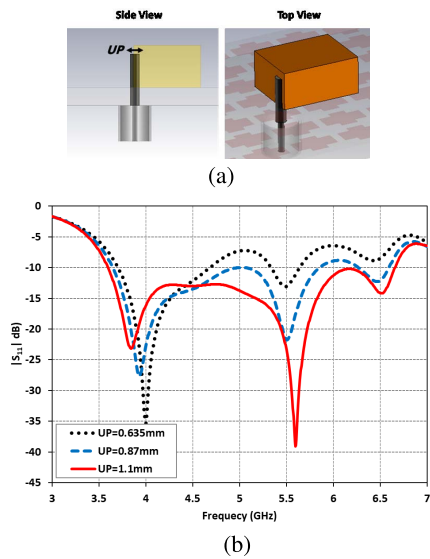 Side View Top View
UP
(a)
0
-5
-10
-15
-20
-25
-30
-35
-40
-45
|S11| dB
UP=0.635mm
UP=0.87mm
UP=1.1mm
3 3.5 4 4.5 5 5.5 6 6.5 7
Frequecy (GHz)
(b)